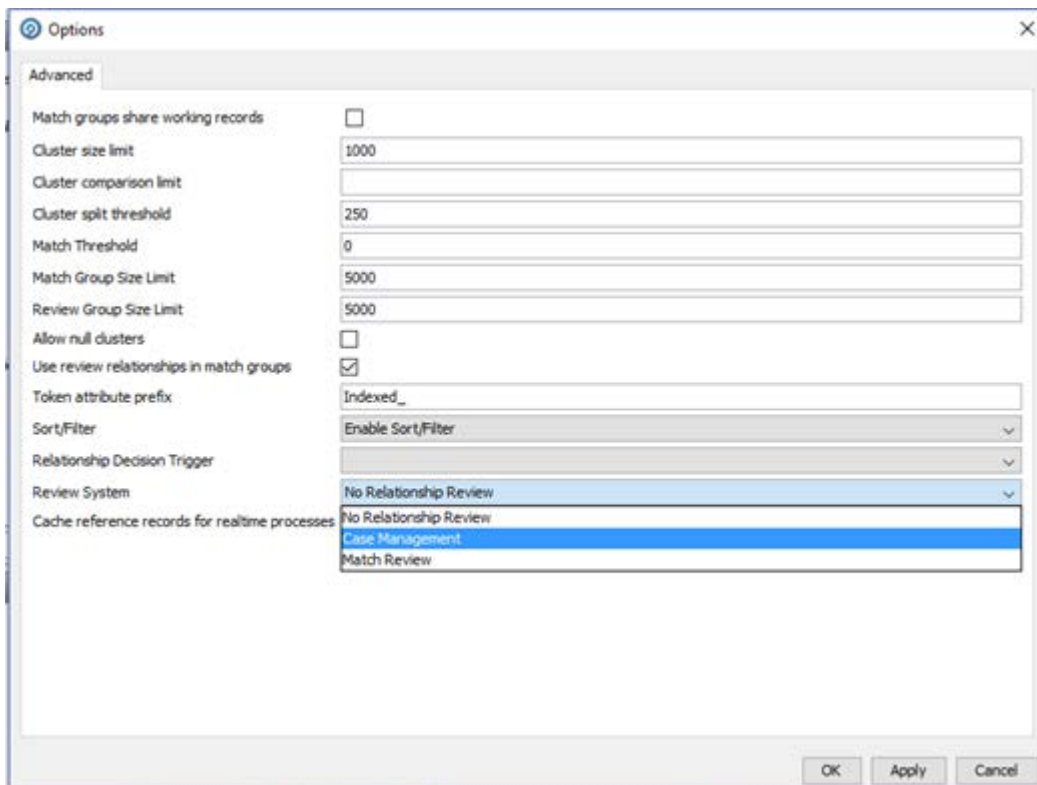 Options
Advanced
Match groups share working records
Cluster size limit 1000
Cluster comparison limit
Cluster split threshold 250
Match Threshold 0
Match Group Size Limit 5000
Review Group Size Limit 5000
Allow null clusters
Use review relationships in match groups
Token attribute prefix Indexed_
Sort/Filter Enable Sort/Filter
Relationship Decision Trigger
Review System No Relationship Review
Cache reference records for realtime processes No Relationship Review
Case Management
Match Review
OK Apply Cancel